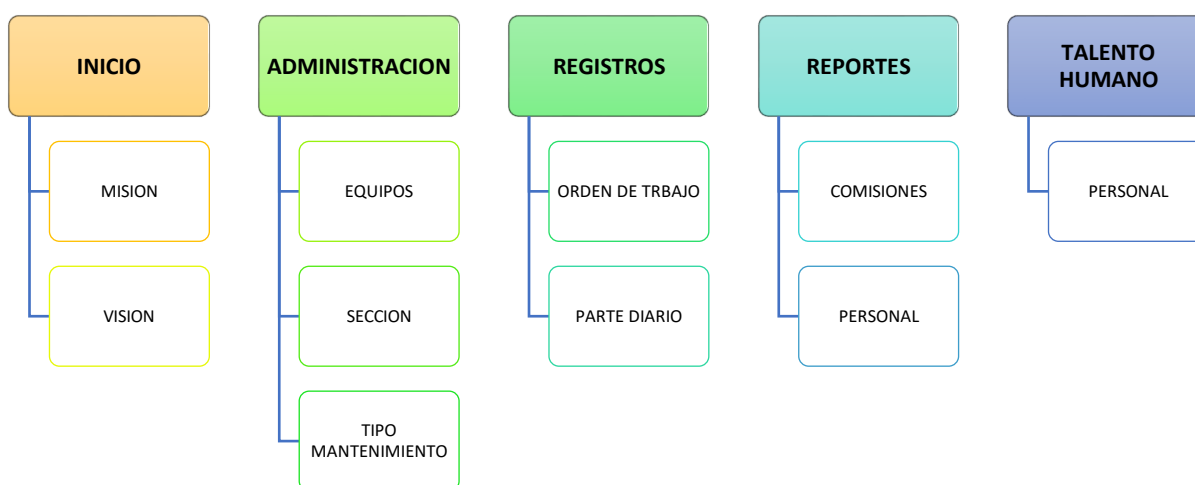 INICIO
MISION
VISION
ADMINISTRACION
EQUIPOS
SECCION
TIPO
MANTENIMIENTO
REGISTROS
ORDEN DE TRBAJO
PARTE DIARIO
REPORTES
COMISIONES
PERSONAL
TALENTO
HUMANO
PERSONAL